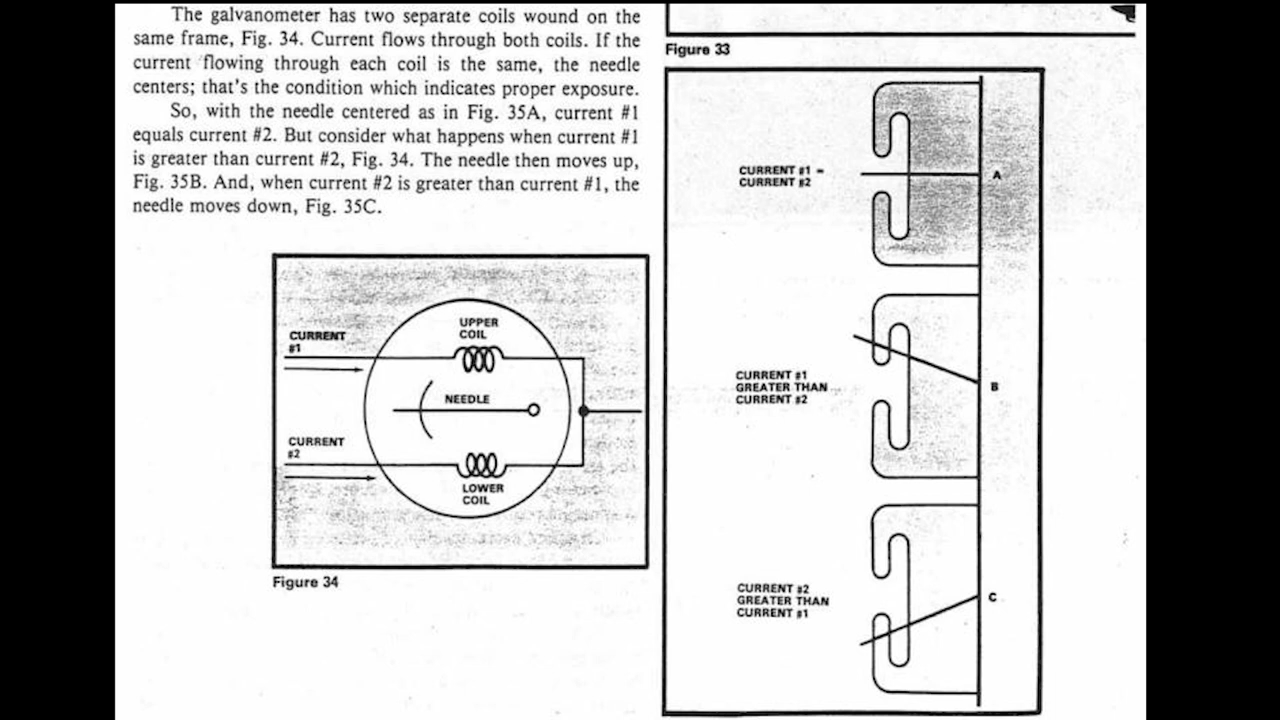 The galvanometer has two separate coils wound on the
same frame, Fig. 34. Current flows through both coils. If the
current flowing through each coil is the same, the needle
centers; that's the condition which indicates proper exposure.
So, with the needle centered as in Fig. 35A, current #1
equals current #2. But consider what happens when current #1
is greater than current #2, Fig. 34. The needle then moves up,
Fig. 35B. And, when current #2 is greater than current #1, the
needle moves down, Fig. 35C.
CURRENT
#1
UPPER
COIL
NEEDLE
CURRENT
#2
LOWER
COIL
Figure 34
Figure 33
CURRENT #1 =
CURRENT #2
A
CURRENT #1
GREATER THAN
CURRENT #2
B
CURRENT #2
GREATER THAN
CURRENT #1
C